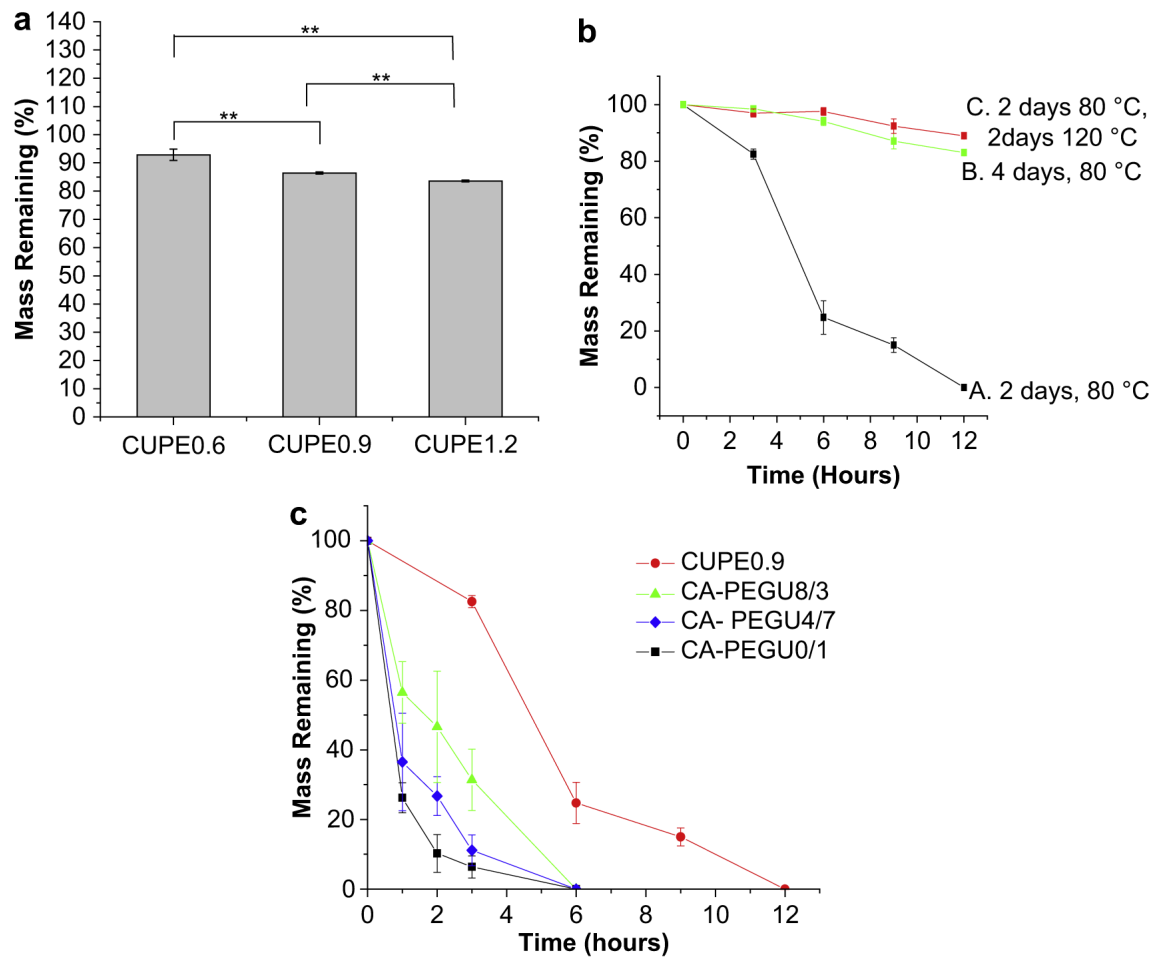 a
Mass Remaining (%)
140
130
120
110
100
90
80
70
60
50
40
30
20
10
0
**
**
**
CUPE0.6 CUPE0.9 CUPE1.2
b
Mass Remaining (%)
100
80
60
40
20
0
C. 2 days 80 °C,
2days 120 °C
B. 4 days, 80 °C
A. 2 days, 80 °C
0 2 4 6 8 10 12
Time (Hours)
c
Mass Remaining (%)
100
80
60
40
20
0
CUPE0.9
CA-PEGU8/3
CA- PEGU4/7
CA-PEGU0/1
0 2 4 6 8 10 12
Time (hours)